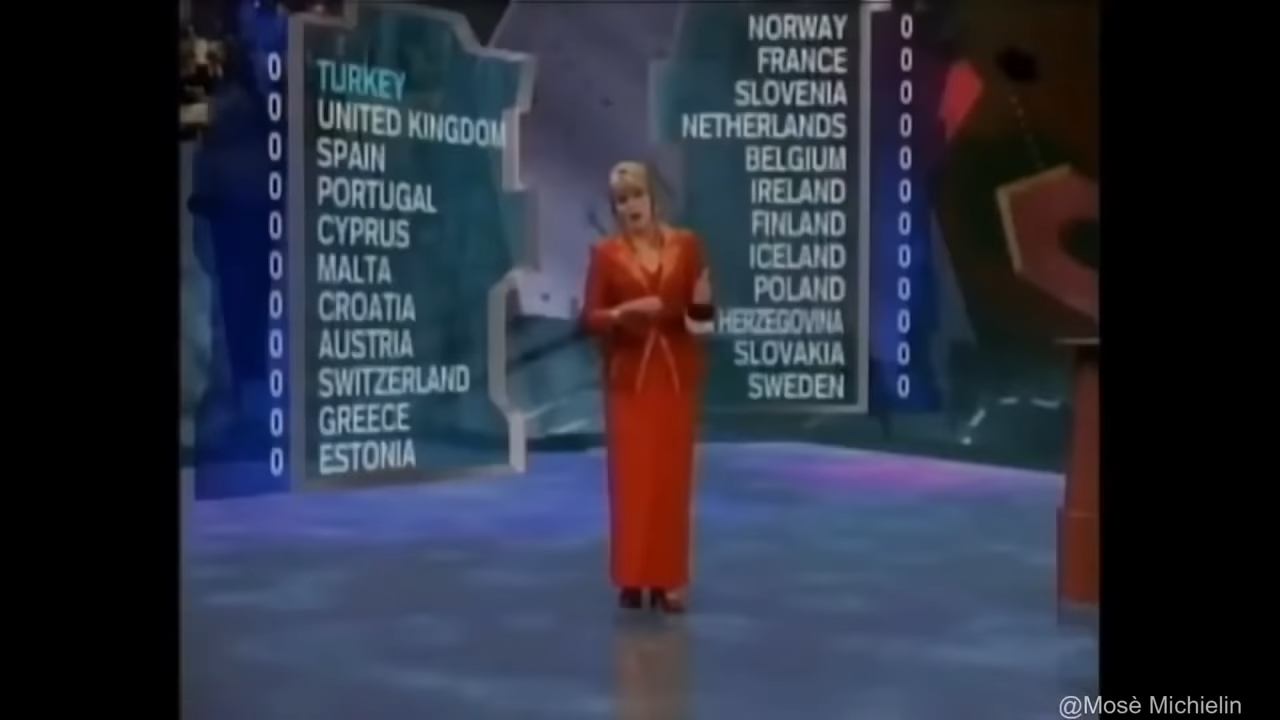 0 TURKEY
0 UNITED KINGDOM
0 SPAIN
0 PORTUGAL
0 CYPRUS
0 MALTA
0 CROATIA
0 AUSTRIA
0 SWITZERLAND
0 GREECE
0 ESTONIA
NORWAY 0
FRANCE 0
SLOVENIA 0
NETHERLANDS 0
BELGIUM 0
IRELAND 0
FINLAND 0
ICELAND 0
POLAND 0
HERZEGOVINA 0
SLOVAKIA 0
SWEDEN 0
@Mosè Michielin